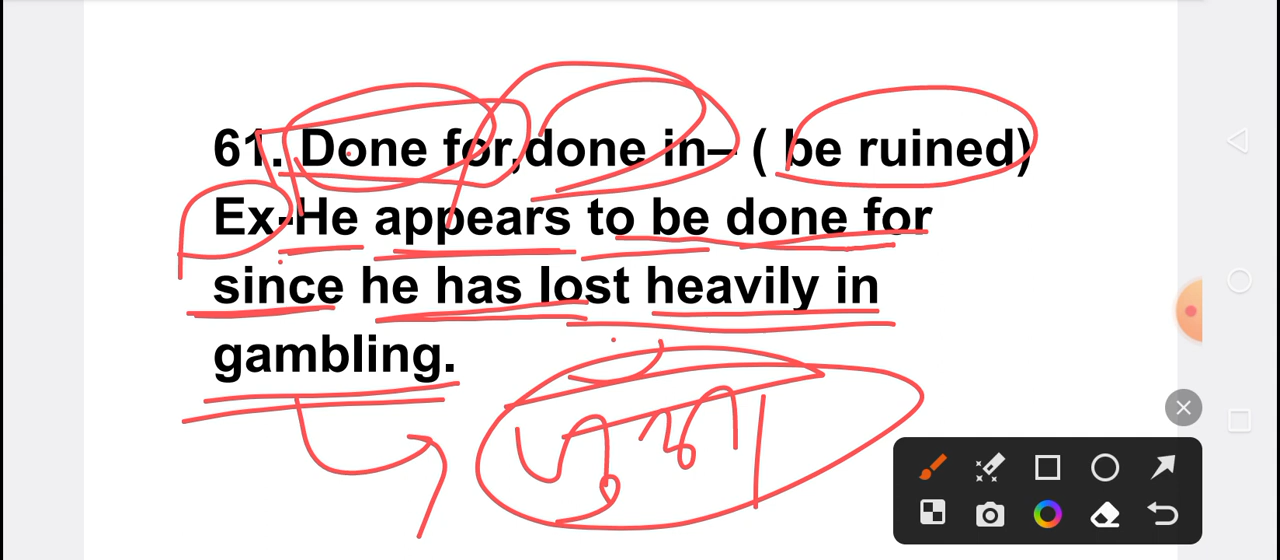 61. Done for,done in– ( be ruined)
Ex-He appears to be done for
since he has lost heavily in
gambling.